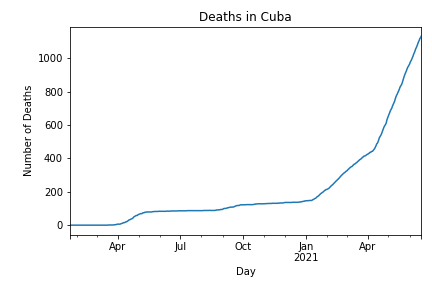 Deaths in Cuba
Number of Deaths
1000
800
600
400
200
0
Apr
Jul
Oct
Jan
2021
Apr
Day